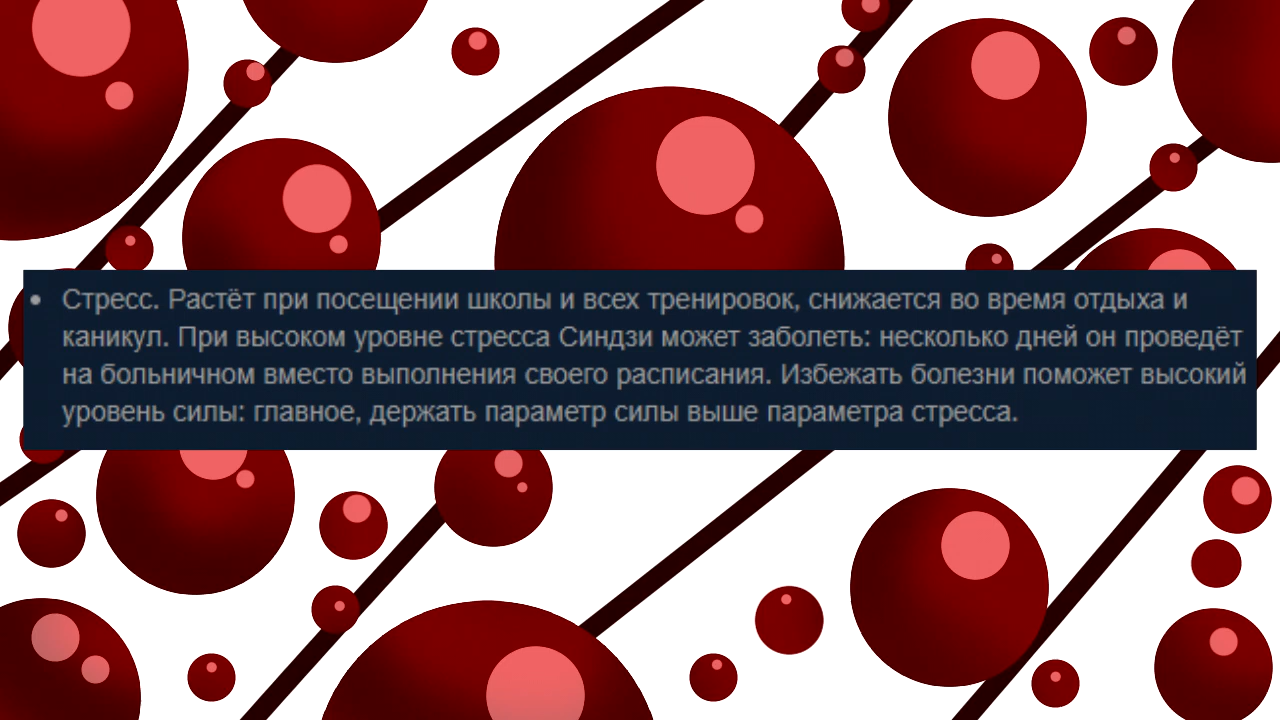 • Стресс. Растёт при посещении школы и всех тренировок, снижается во время отдыха и
каникул. При высоком уровне стресса Синдзи может заболеть: несколько дней он проведёт
на больничном вместо выполнения своего расписания. Избежать болезни поможет высокий
уровень силы: главное, держать параметр силы выше параметра стресса.